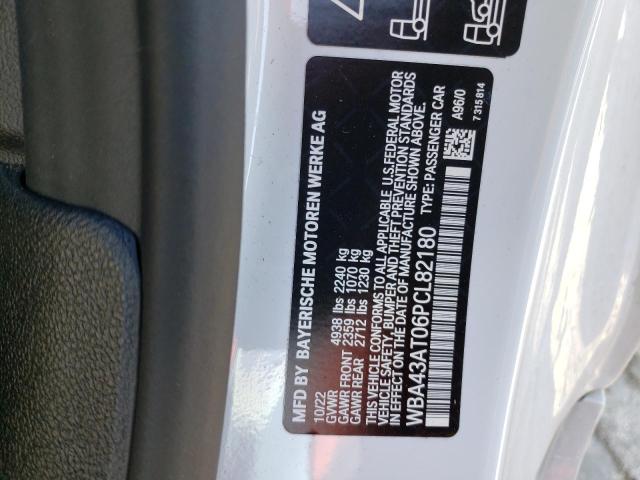 MFD BY BAYERISCHE MOTOREN WERKE AG
10/22
GVWR 4938 lbs 2240 kg
GAWR FRONT 2359 lbs 1070 kg
GAWR REAR 2712 lbs 1230 kg
THIS VEHICLE CONFORMS TO ALL APPLICABLE U.S.FEDERAL MOTOR
VEHICLE SAFETY, BUMPER AND THEFT PREVENTION STANDARDS
IN EFFECT ON THE DATE OF MANUFACTURE SHOWN ABOVE.
WBA43AT06PCL82180 TYPE: PASSENGER CAR
A96/0
7 315 814